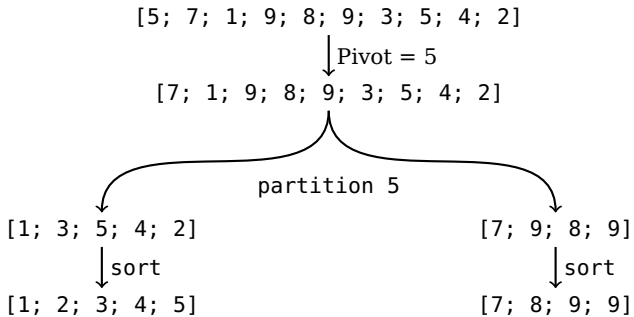 [5; 7; 1; 9; 8; 9; 3; 5; 4; 2]
Pivot = 5
[7; 1; 9; 8; 9; 3; 5; 4; 2]
partition 5
[1; 3; 5; 4; 2]
[7; 9; 8; 9]
sort
sort
[1; 2; 3; 4; 5]
[7; 8; 9; 9]